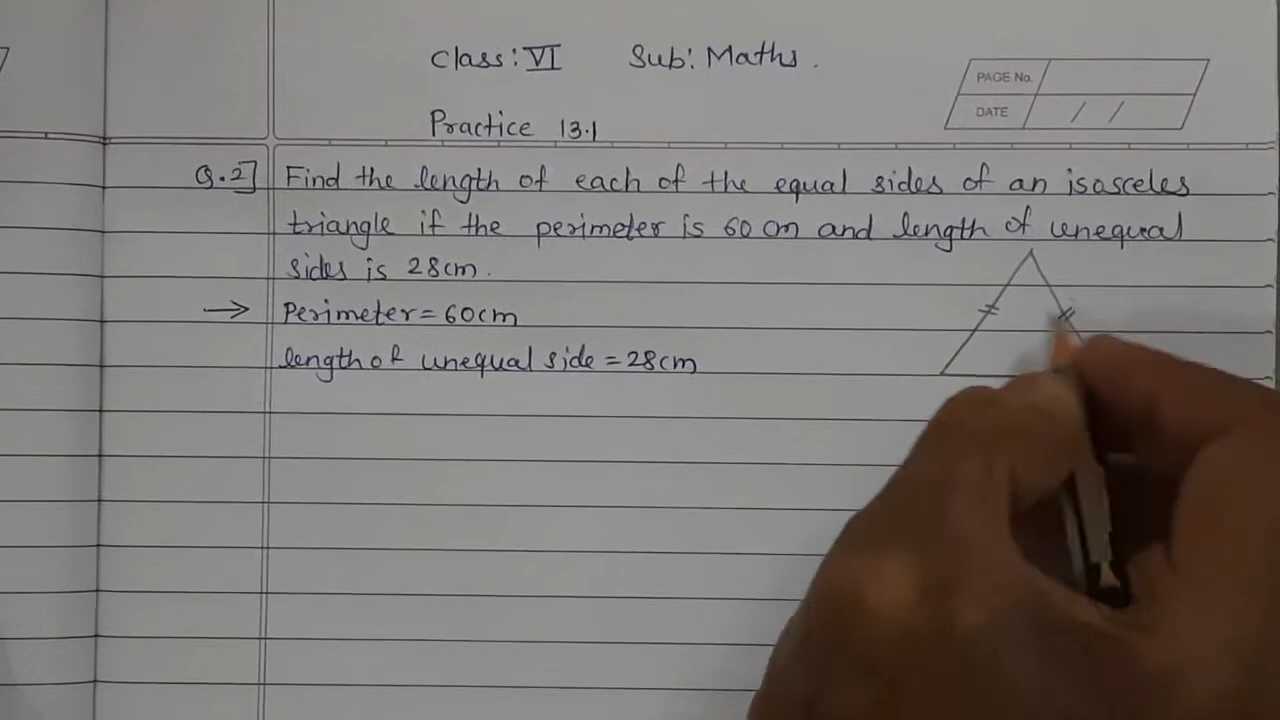 Class: VI Sub: Maths.
PAGE No.
DATE / /
Practice 13.1
Q.2] Find the length of each of the equal sides of an isasceles
triangle if the perimeter is 60 cm and length of unequal
sides is 28cm.
→ Perimeter = 60cm
length of unequal side = 28cm